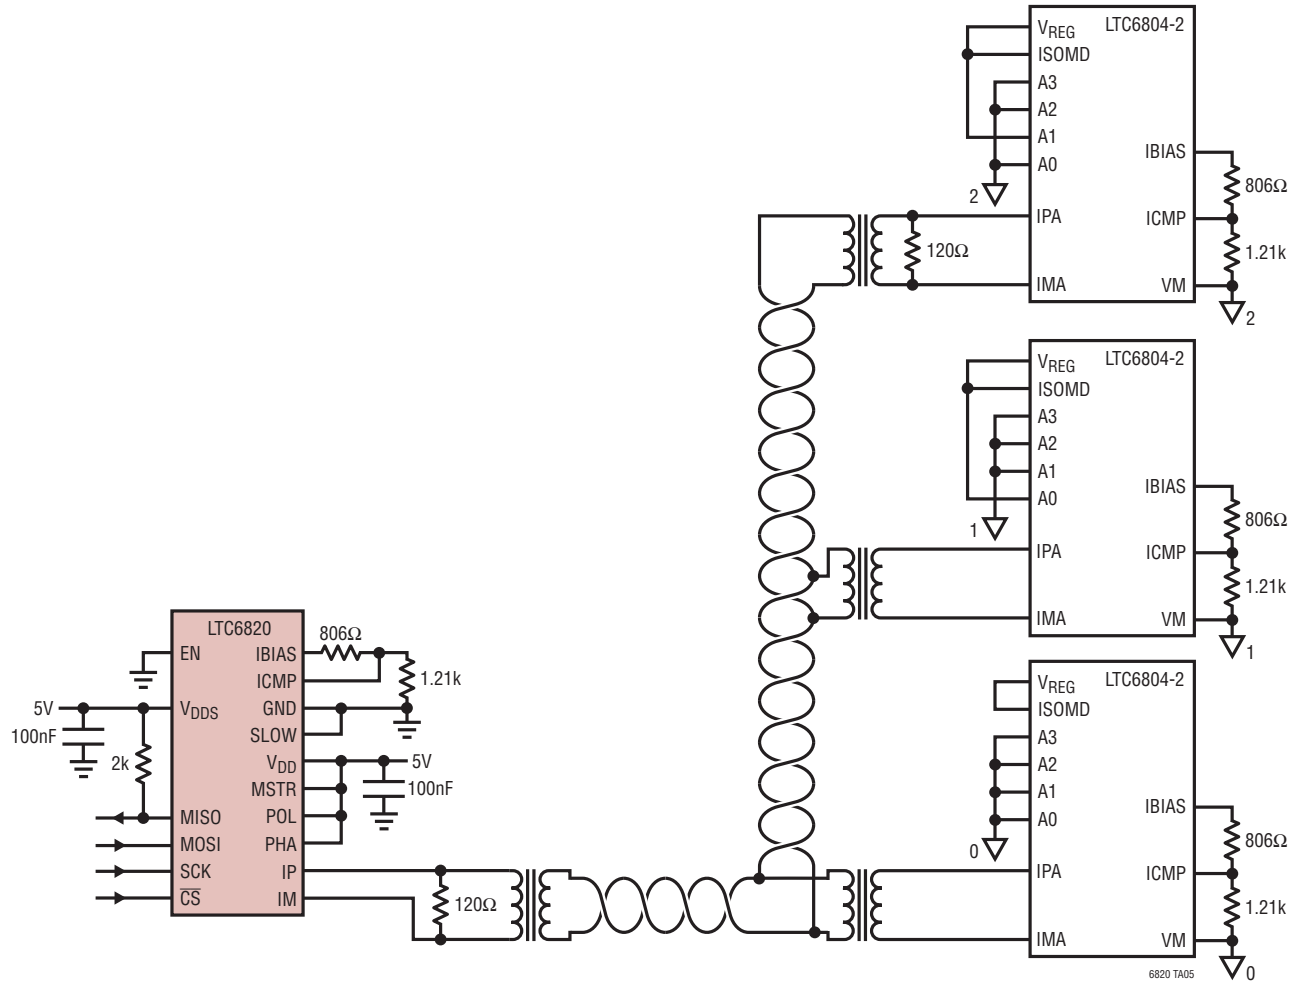 VREG LTC6804-2
ISOMD
A3
A2
A1
IBIAS
A0
806Ω
2
IPA
ICMP
120Ω
1.21k
IMA
VM
2
VREG LTC6804-2
ISOMD
A3
A2
A1
IBIAS
A0
806Ω
1
IPA
ICMP
1.21k
IMA
VM
1
LTC6820
EN
IBIAS
806Ω
ICMP
1.21k
5V
VDDS
GND
100nF
SLOW
2k
VDD
5V
MSTR
100nF
MISO
POL
MOSI
PHA
SCK
IP
CS
IM
120Ω
VREG LTC6804-2
ISOMD
A3
A2
A1
IBIAS
A0
806Ω
0
IPA
ICMP
1.21k
IMA
VM
0
6820 TA05